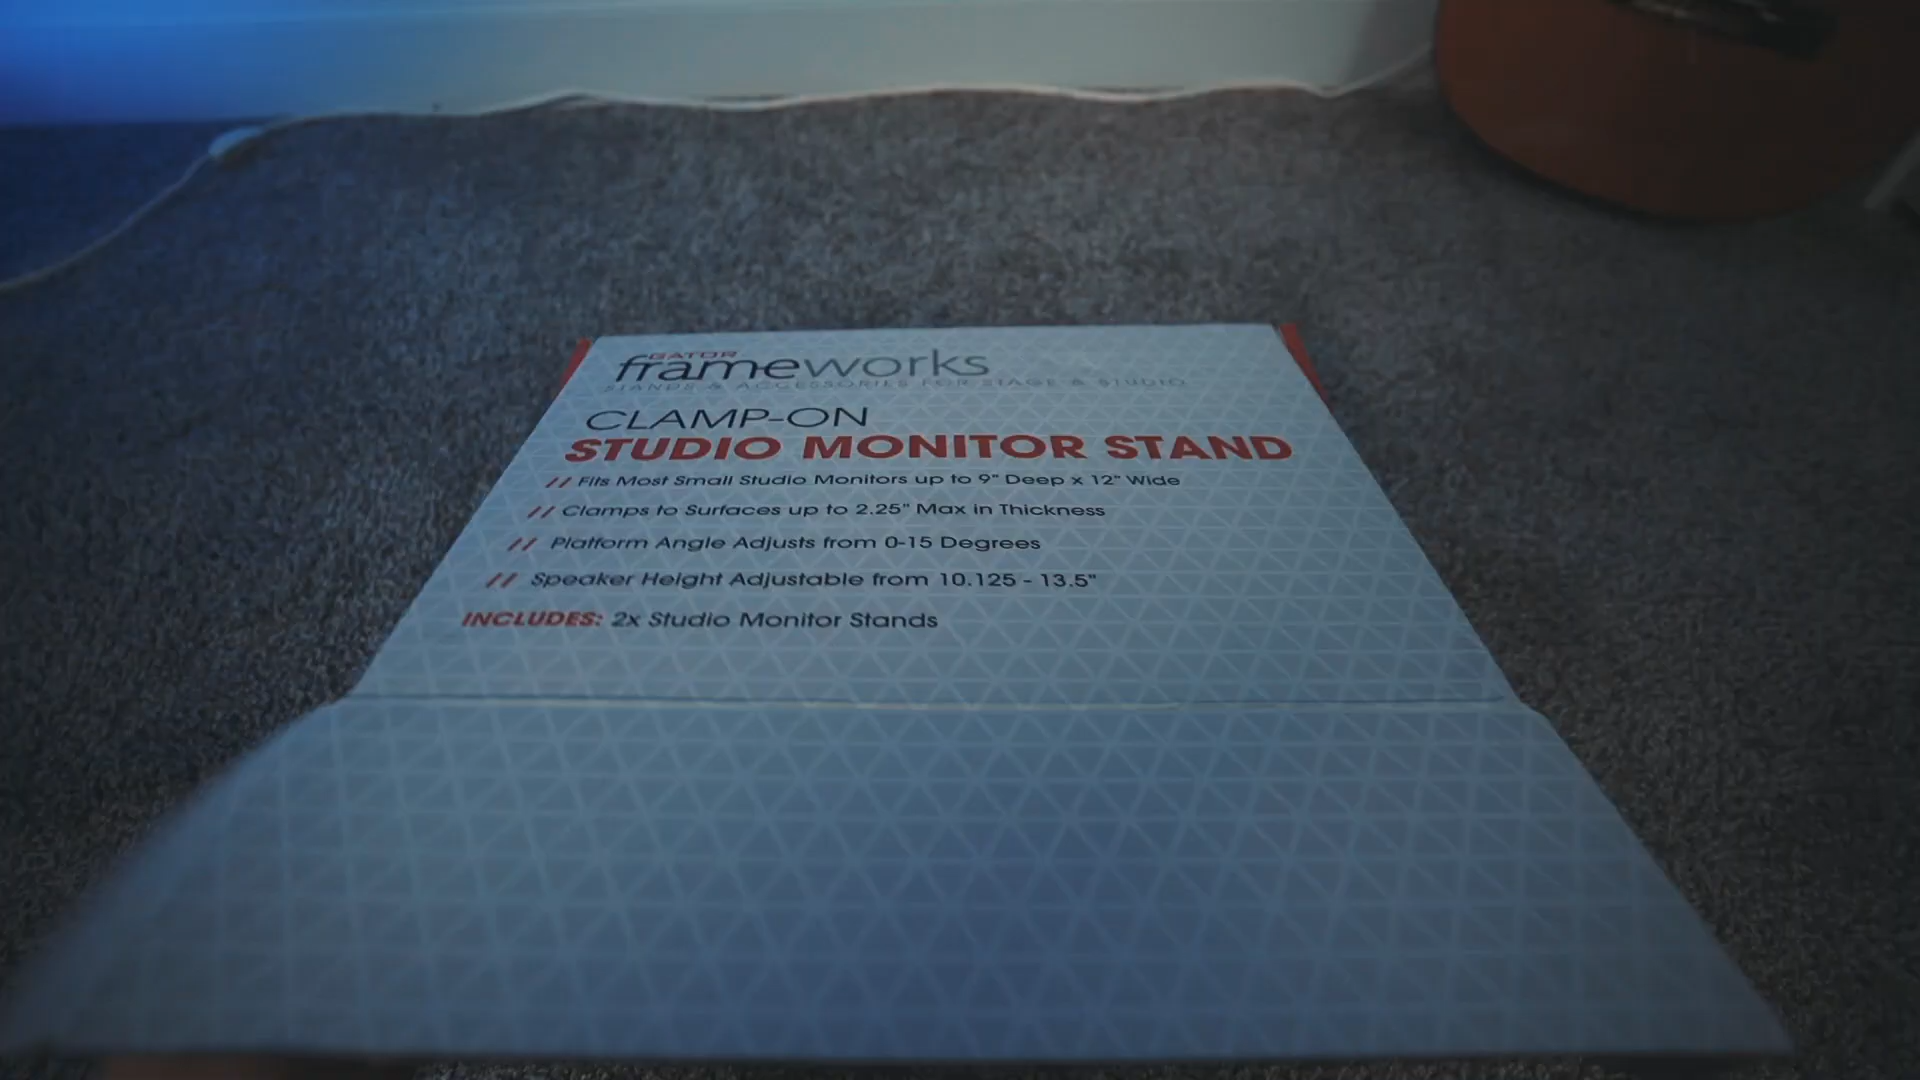 GATOR
frameworks
STANDS & ACCESSORIES FOR STAGE & STUDIO
CLAMP-ON
STUDIO MONITOR STAND
// Fits Most Small Studio Monitors up to 9" Deep x 12" Wide
// Clamps to Surfaces up to 2.25" Max in Thickness
// Platform Angle Adjusts from 0-15 Degrees
// Speaker Height Adjustable from 10.125 - 13.5"
INCLUDES: 2x Studio Monitor Stands